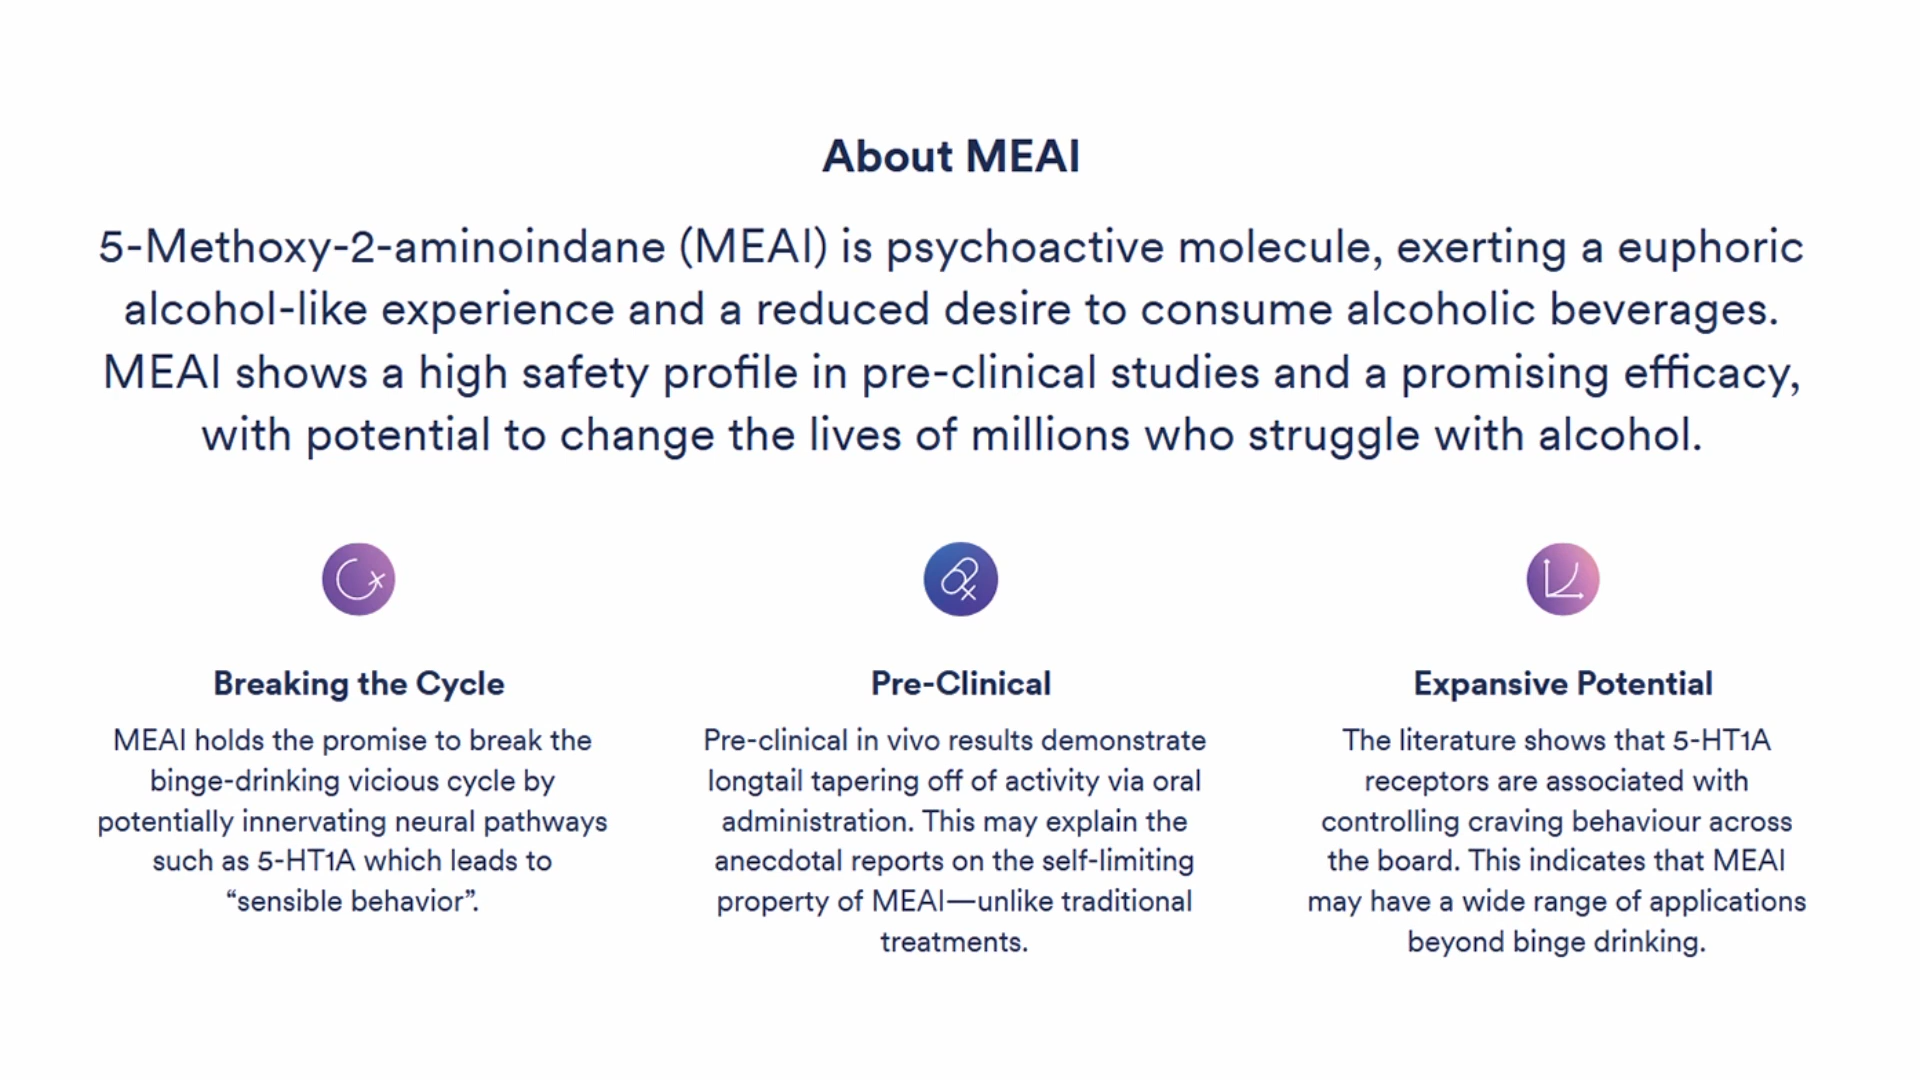 About MEAI
5-Methoxy-2-aminoindane (MEAI) is psychoactive molecule, exerting a euphoric
alcohol-like experience and a reduced desire to consume alcoholic beverages.
MEAI shows a high safety profile in pre-clinical studies and a promising efficacy,
with potential to change the lives of millions who struggle with alcohol.
Breaking the Cycle
MEAI holds the promise to break the
binge-drinking vicious cycle by
potentially innervating neural pathways
such as 5-HT1A which leads to
“sensible behavior”.
Pre-Clinical
Pre-clinical in vivo results demonstrate
longtail tapering off of activity via oral
administration. This may explain the
anecdotal reports on the self-limiting
property of MEAI—unlike traditional
treatments.
Expansive Potential
The literature shows that 5-HT1A
receptors are associated with
controlling craving behaviour across
the board. This indicates that MEAI
may have a wide range of applications
beyond binge drinking.